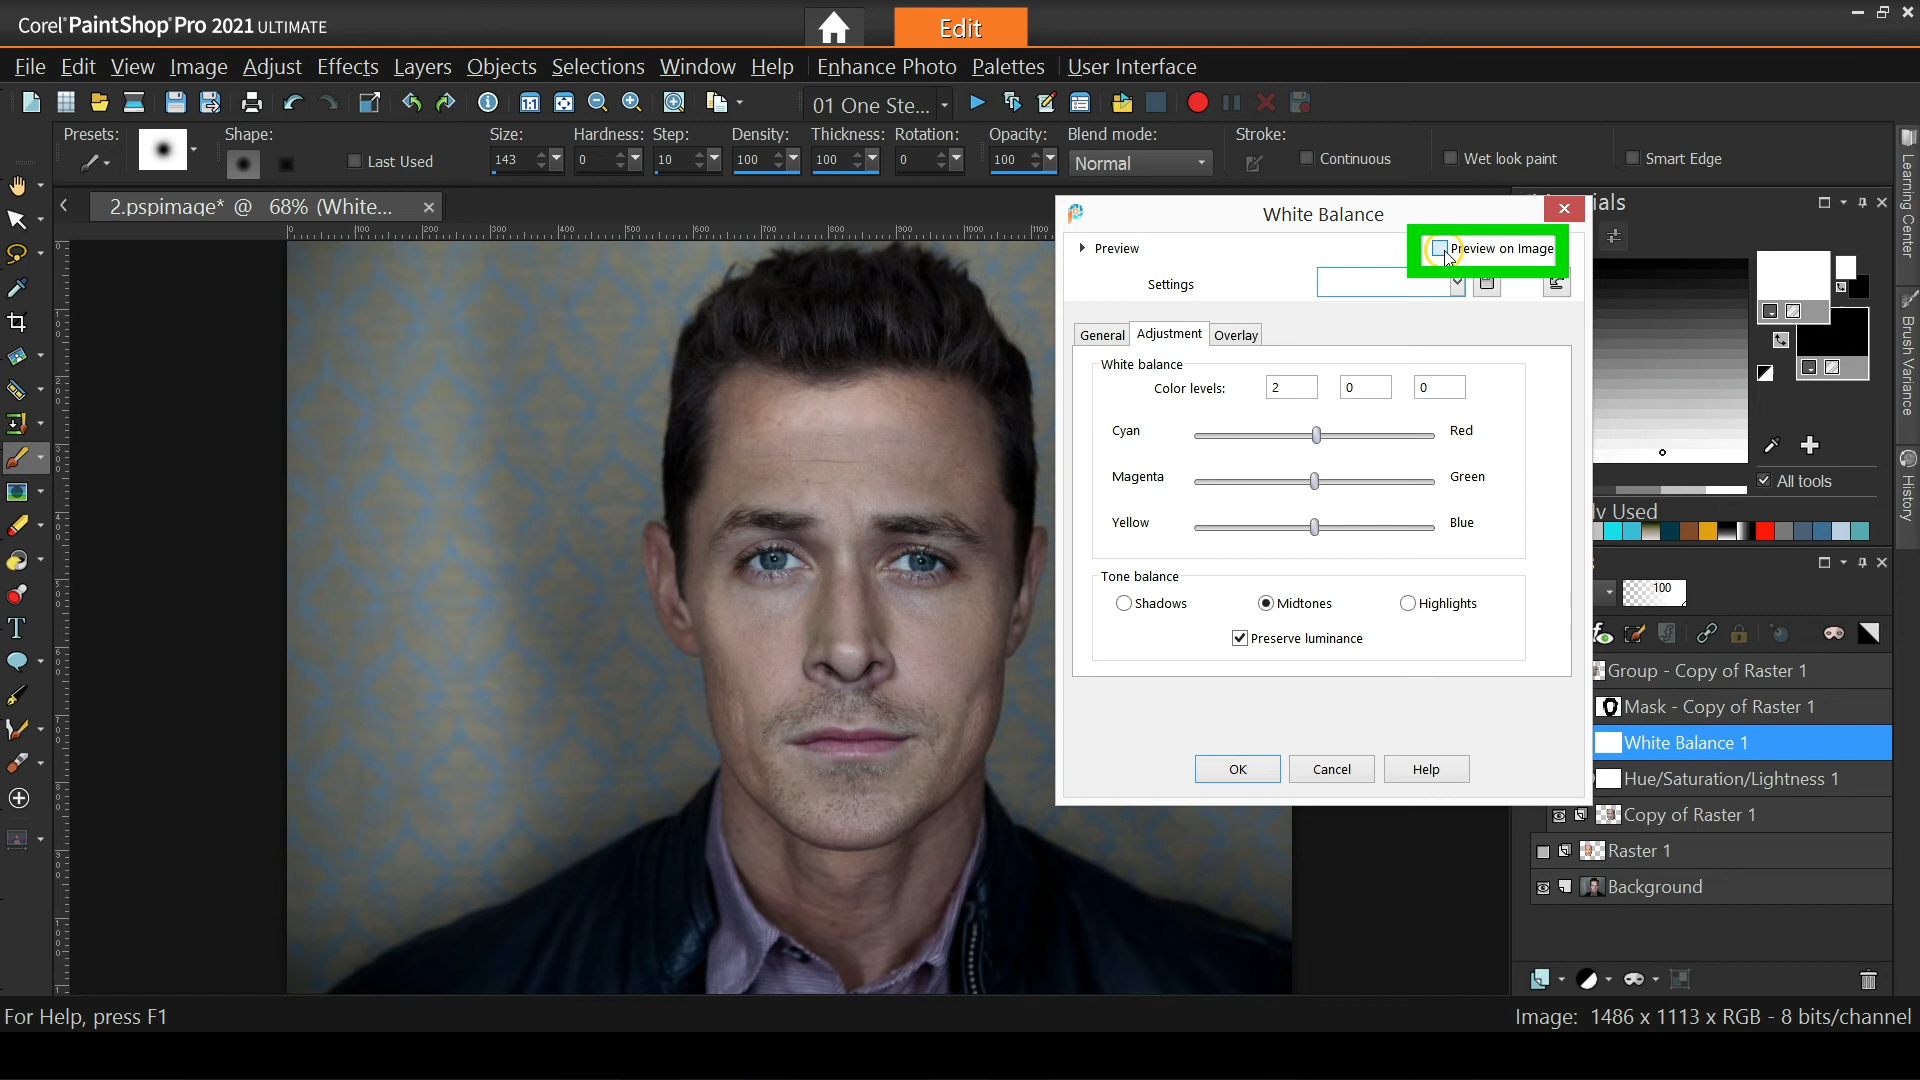 Corel PaintShop Pro 2021 ULTIMATE
Edit
File Edit View Image Adjust Effects Layers Objects Selections Window Help Enhance Photo Palettes User Interface
01 One Ste...
Presets: Shape: Size: Hardness: Step: Density: Thickness: Rotation: Opacity: Blend mode: Stroke:
Last Used 143 0 10 100 100 0 100 Normal Continuous Wet look paint Smart Edge
2.pspimage* @ 68% (White...
White Balance
Preview
Preview on Image
Settings
General Adjustment Overlay
White balance
Color levels: 2 0 0
Cyan Red
Magenta Green
Yellow Blue
Tone balance
Shadows Midtones Highlights
Preserve luminance
OK Cancel Help
ials
All tools
ly Used
100
Group - Copy of Raster 1
Mask - Copy of Raster 1
White Balance 1
Hue/Saturation/Lightness 1
Copy of Raster 1
Raster 1
Background
Learning Center
Brush Variance
History
For Help, press F1
Image: 1486 x 1113 x RGB - 8 bits/channel